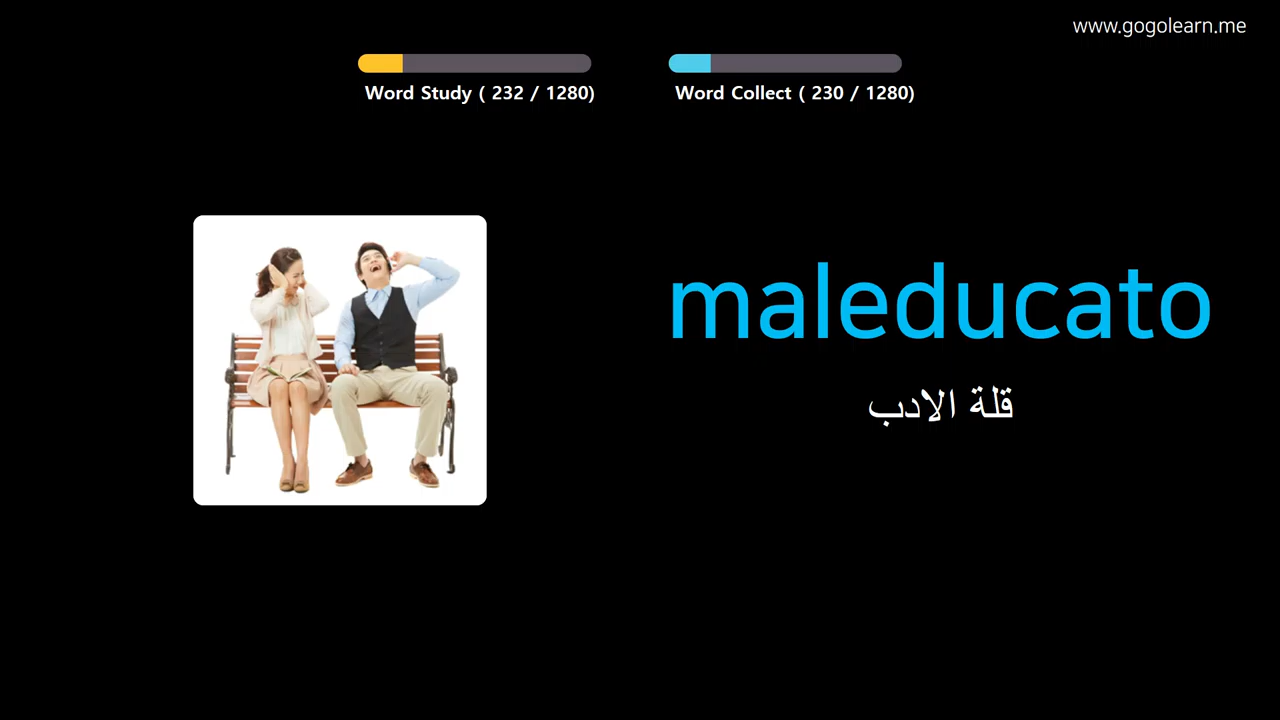 www.gogolearn.me
Word Study ( 232 / 1280)
Word Collect ( 230 / 1280)
maleducato
قلة الادب